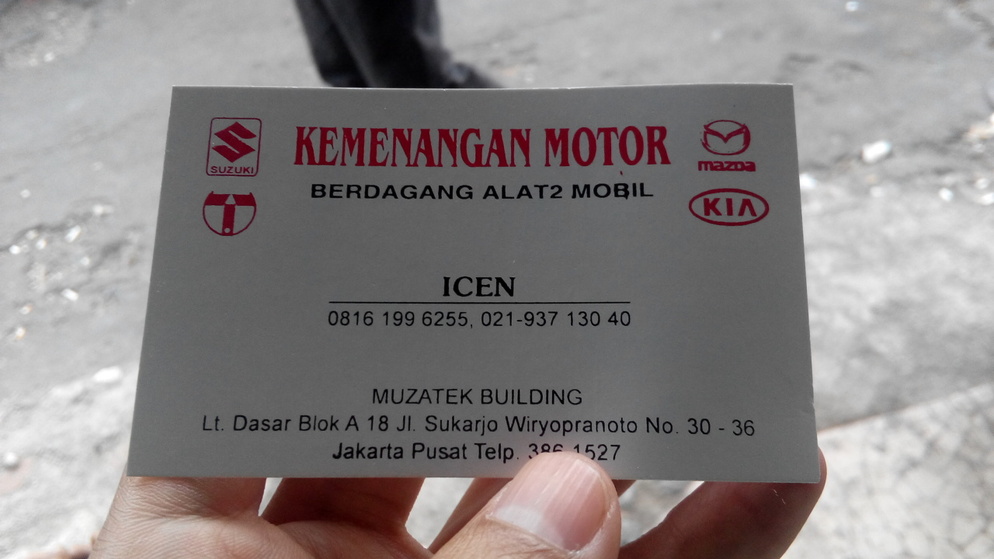 SUZUKI
KEMENANGAN MOTOR
mazda
BERDAGANG ALAT2 MOBIL
KIA
ICEN
0816 199 6255, 021-937 130 40
MUZATEK BUILDING
Lt. Dasar Blok A 18 Jl. Sukarjo Wiryopranoto No. 30 - 36
Jakarta Pusat Telp. 386 1527